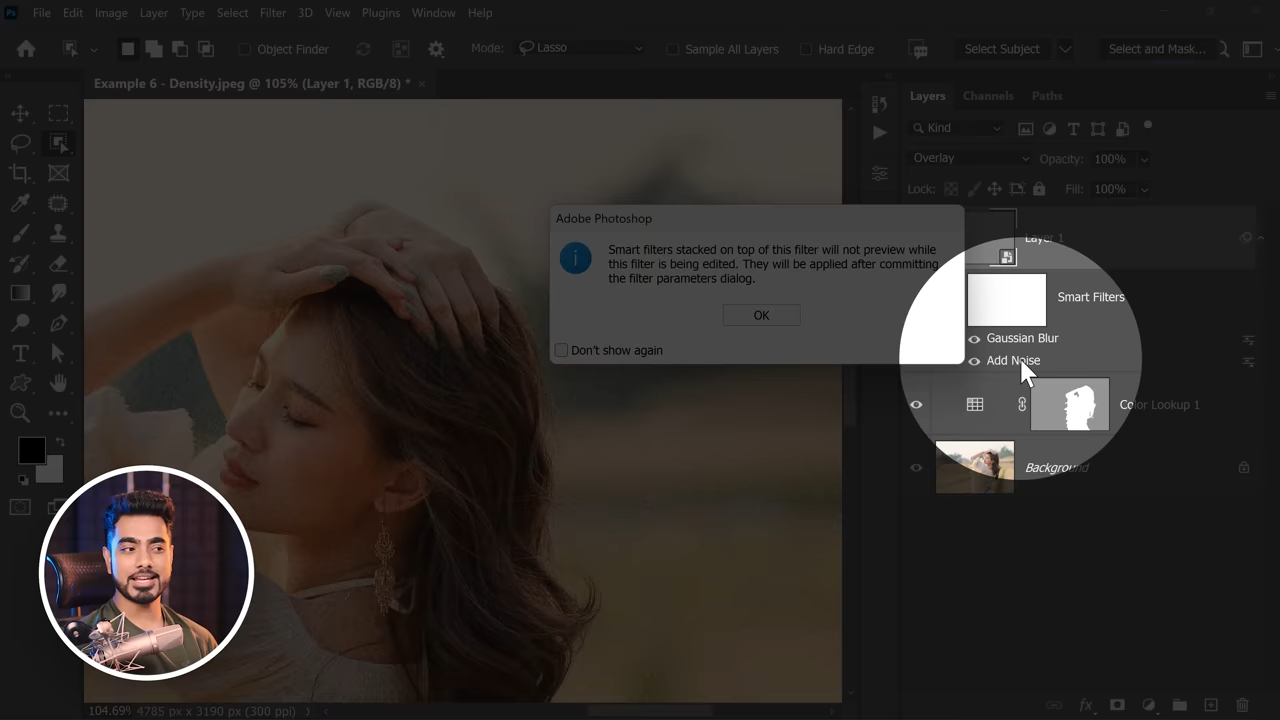 Ps File Edit Image Layer Type Select Filter 3D View Plugins Window Help
Object Finder Mode: Lasso Sample All Layers Hard Edge Select Subject Select and Mask...
Example 6 - Density.jpeg @ 105% (Layer 1, RGB/8) * ×
Layers Channels Paths
Kind
Overlay Opacity: 100%
Lock: Fill: 100%
Adobe Photoshop
Smart filters stacked on top of this filter will not preview while
this filter is being edited. They will be applied after committing
the filter parameters dialog.
OK
Don't show again
Layer 1
Smart Filters
Gaussian Blur
Add Noise
Color Lookup 1
Background
104.69% 4785 px x 3190 px (300 ppi)